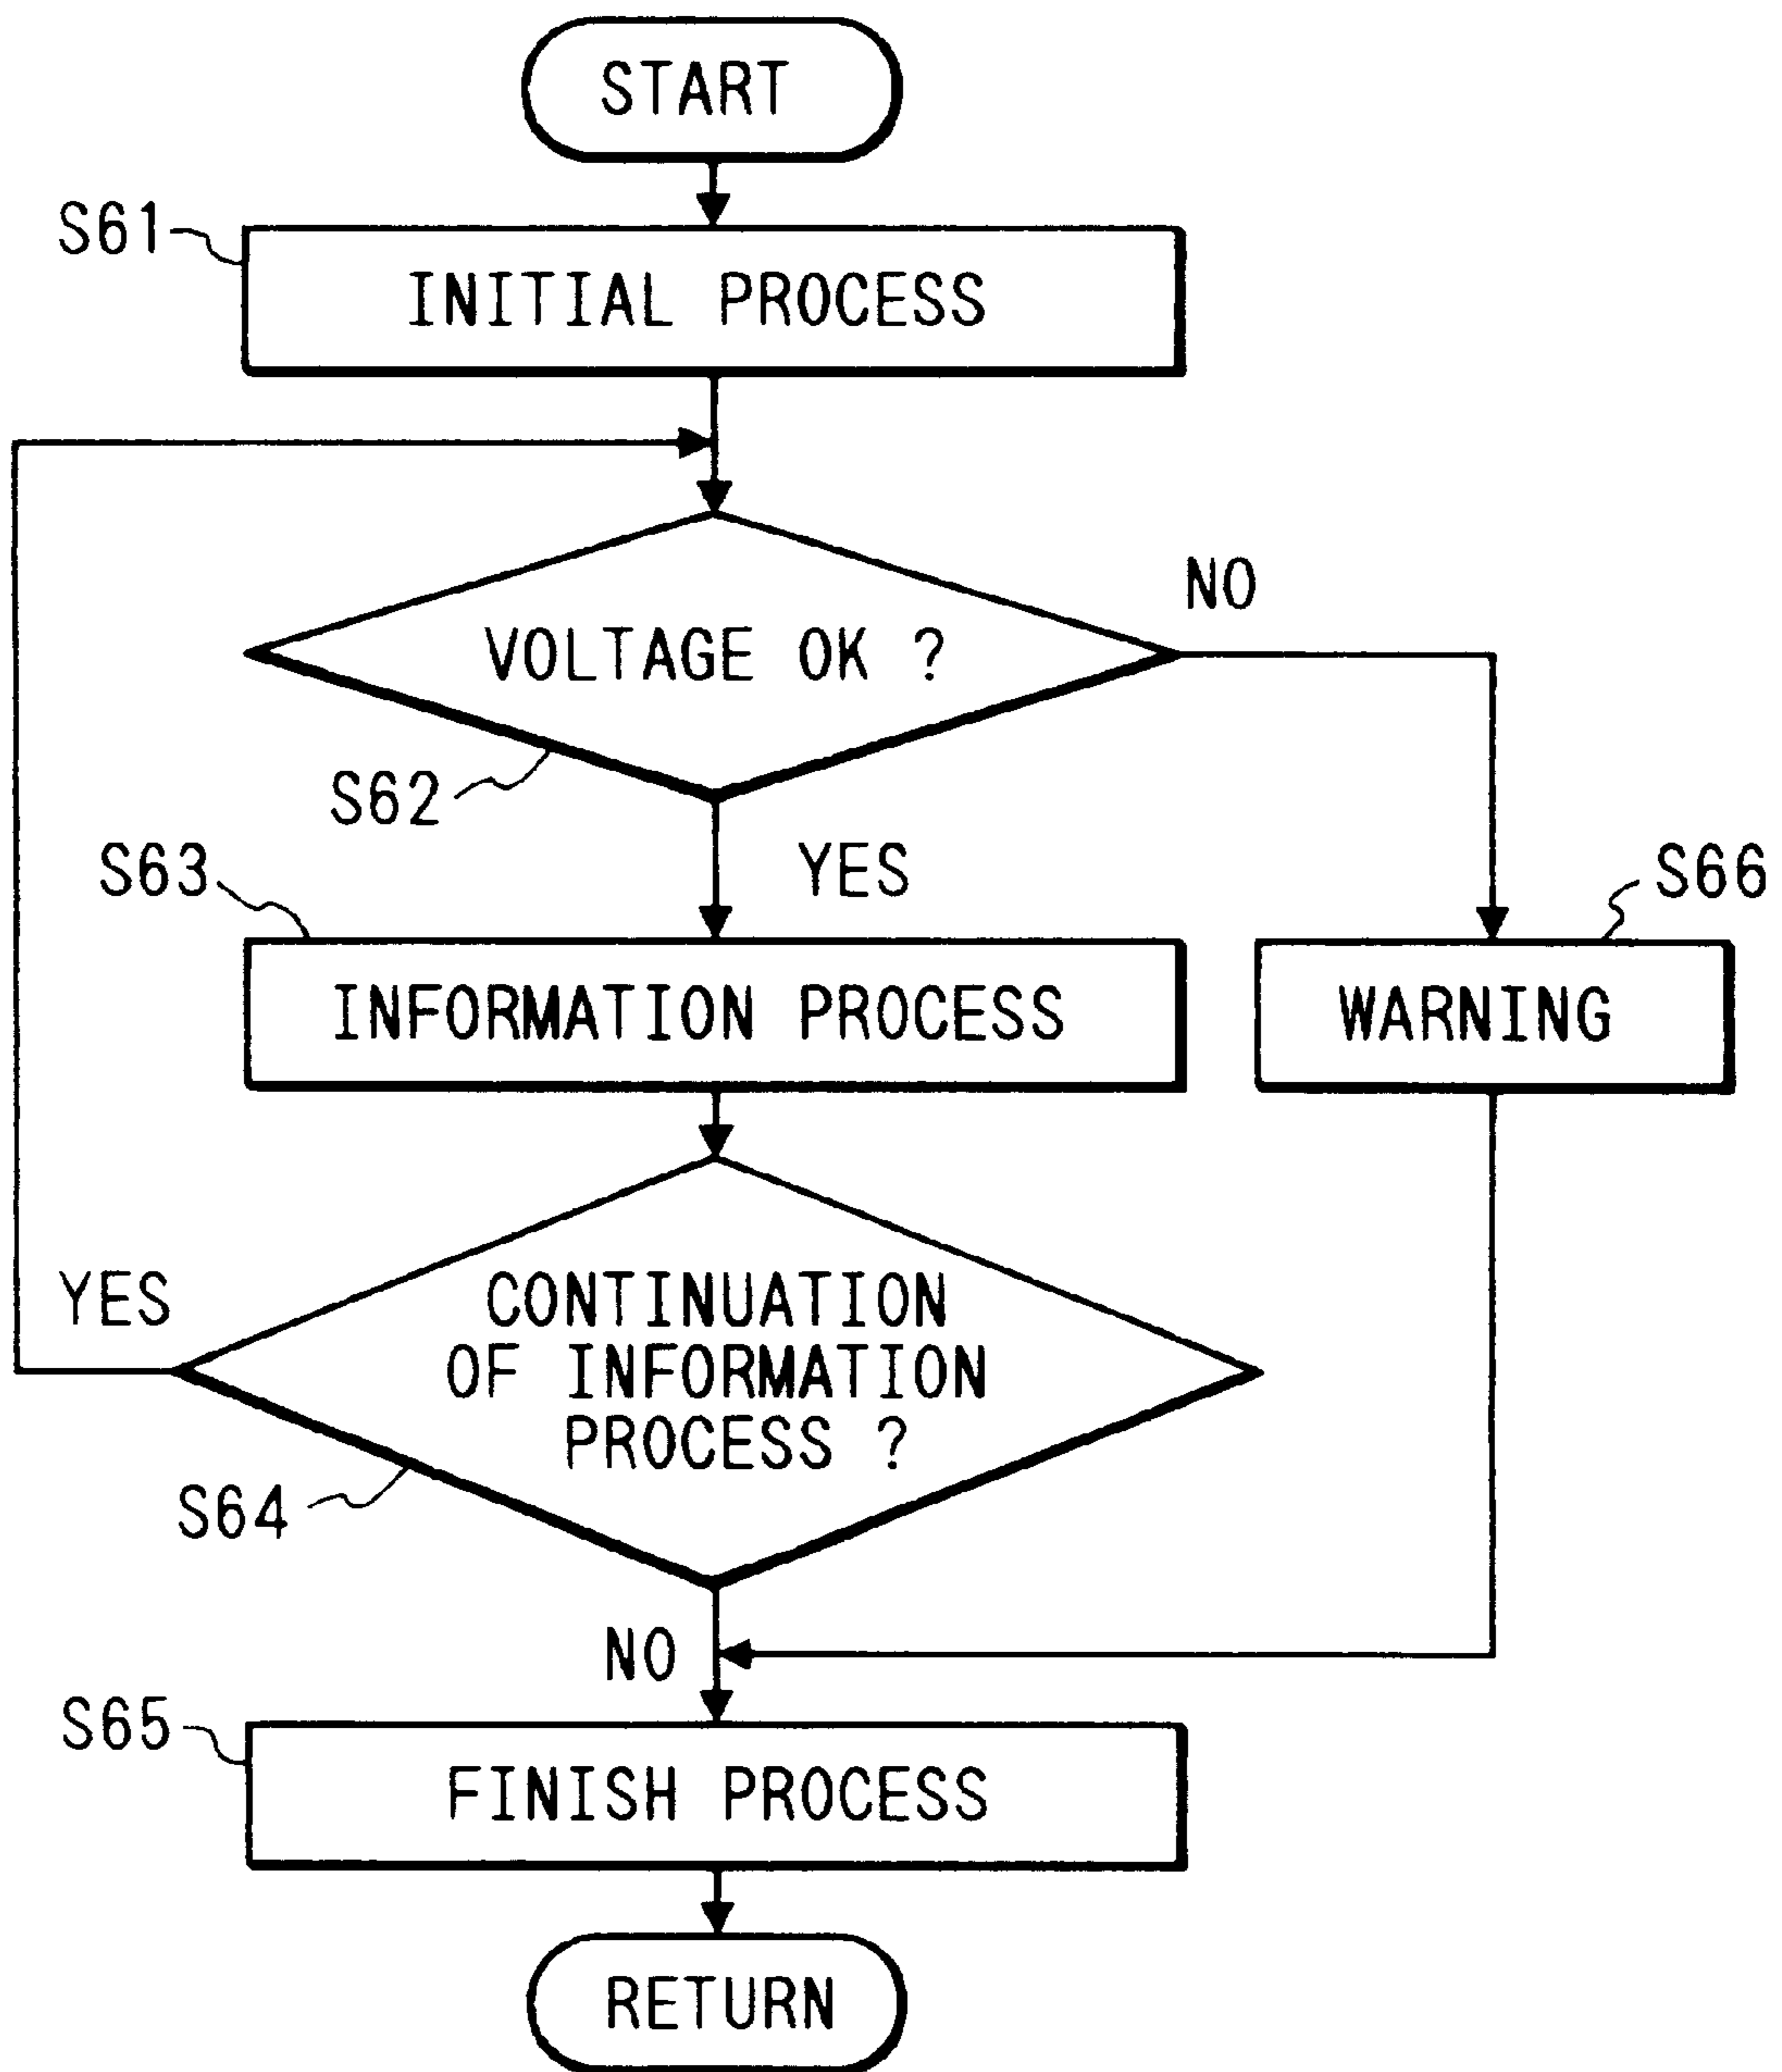 START
S61
INITIAL PROCESS
NO
VOLTAGE OK ?
S62
YES
S63
S66
INFORMATION PROCESS
WARNING
YES
CONTINUATION
OF INFORMATION
PROCESS ?
S64
NO
S65
FINISH PROCESS
RETURN